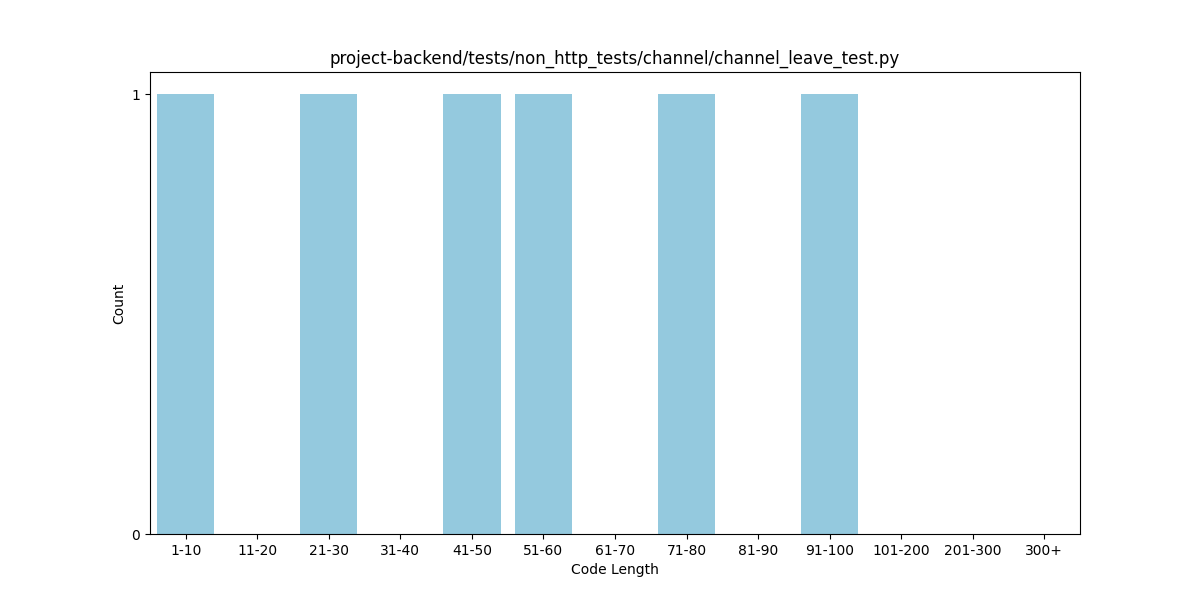 project-backend/tests/non_http_tests/channel/channel_leave_test.py
1
Count
0
1-10 11-20 21-30 31-40 41-50 51-60 61-70 71-80 81-90 91-100 101-200 201-300 300+
Code Length